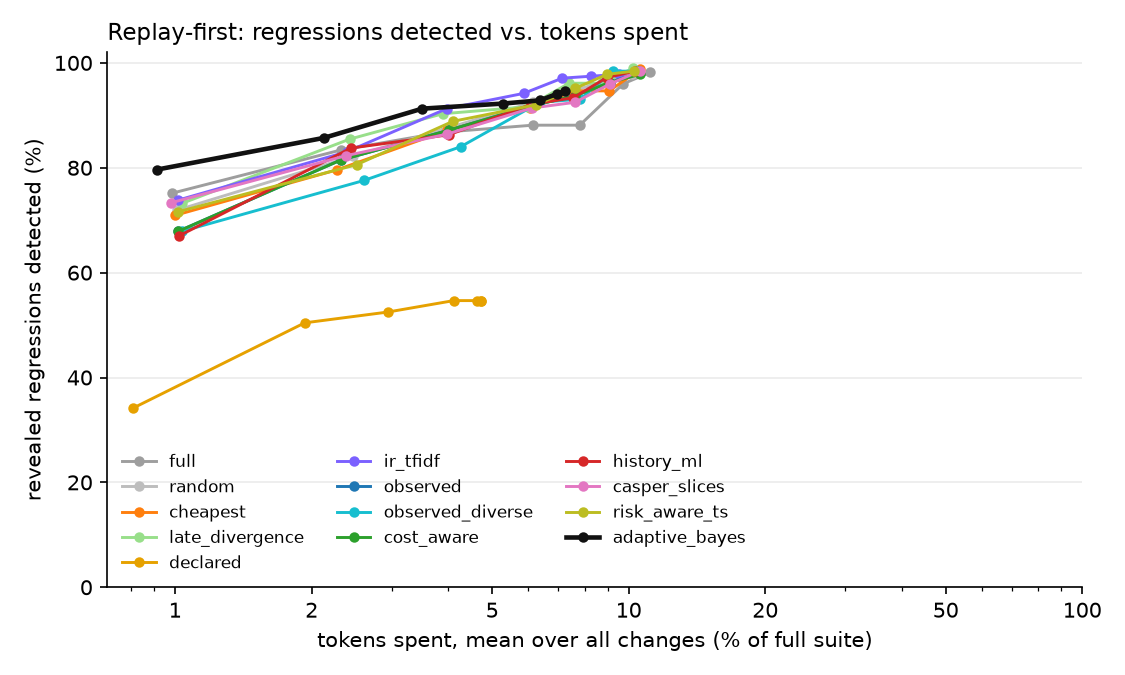 Replay-first: regressions detected vs. tokens spent
revealed regressions detected (%)
100
80
60
40
20
0
full
random
cheapest
late_divergence
declared
ir_tfidf
observed
observed_diverse
cost_aware
history_ml
casper_slices
risk_aware_ts
adaptive_bayes
1 2 5 10 20 50 100
tokens spent, mean over all changes (% of full suite)